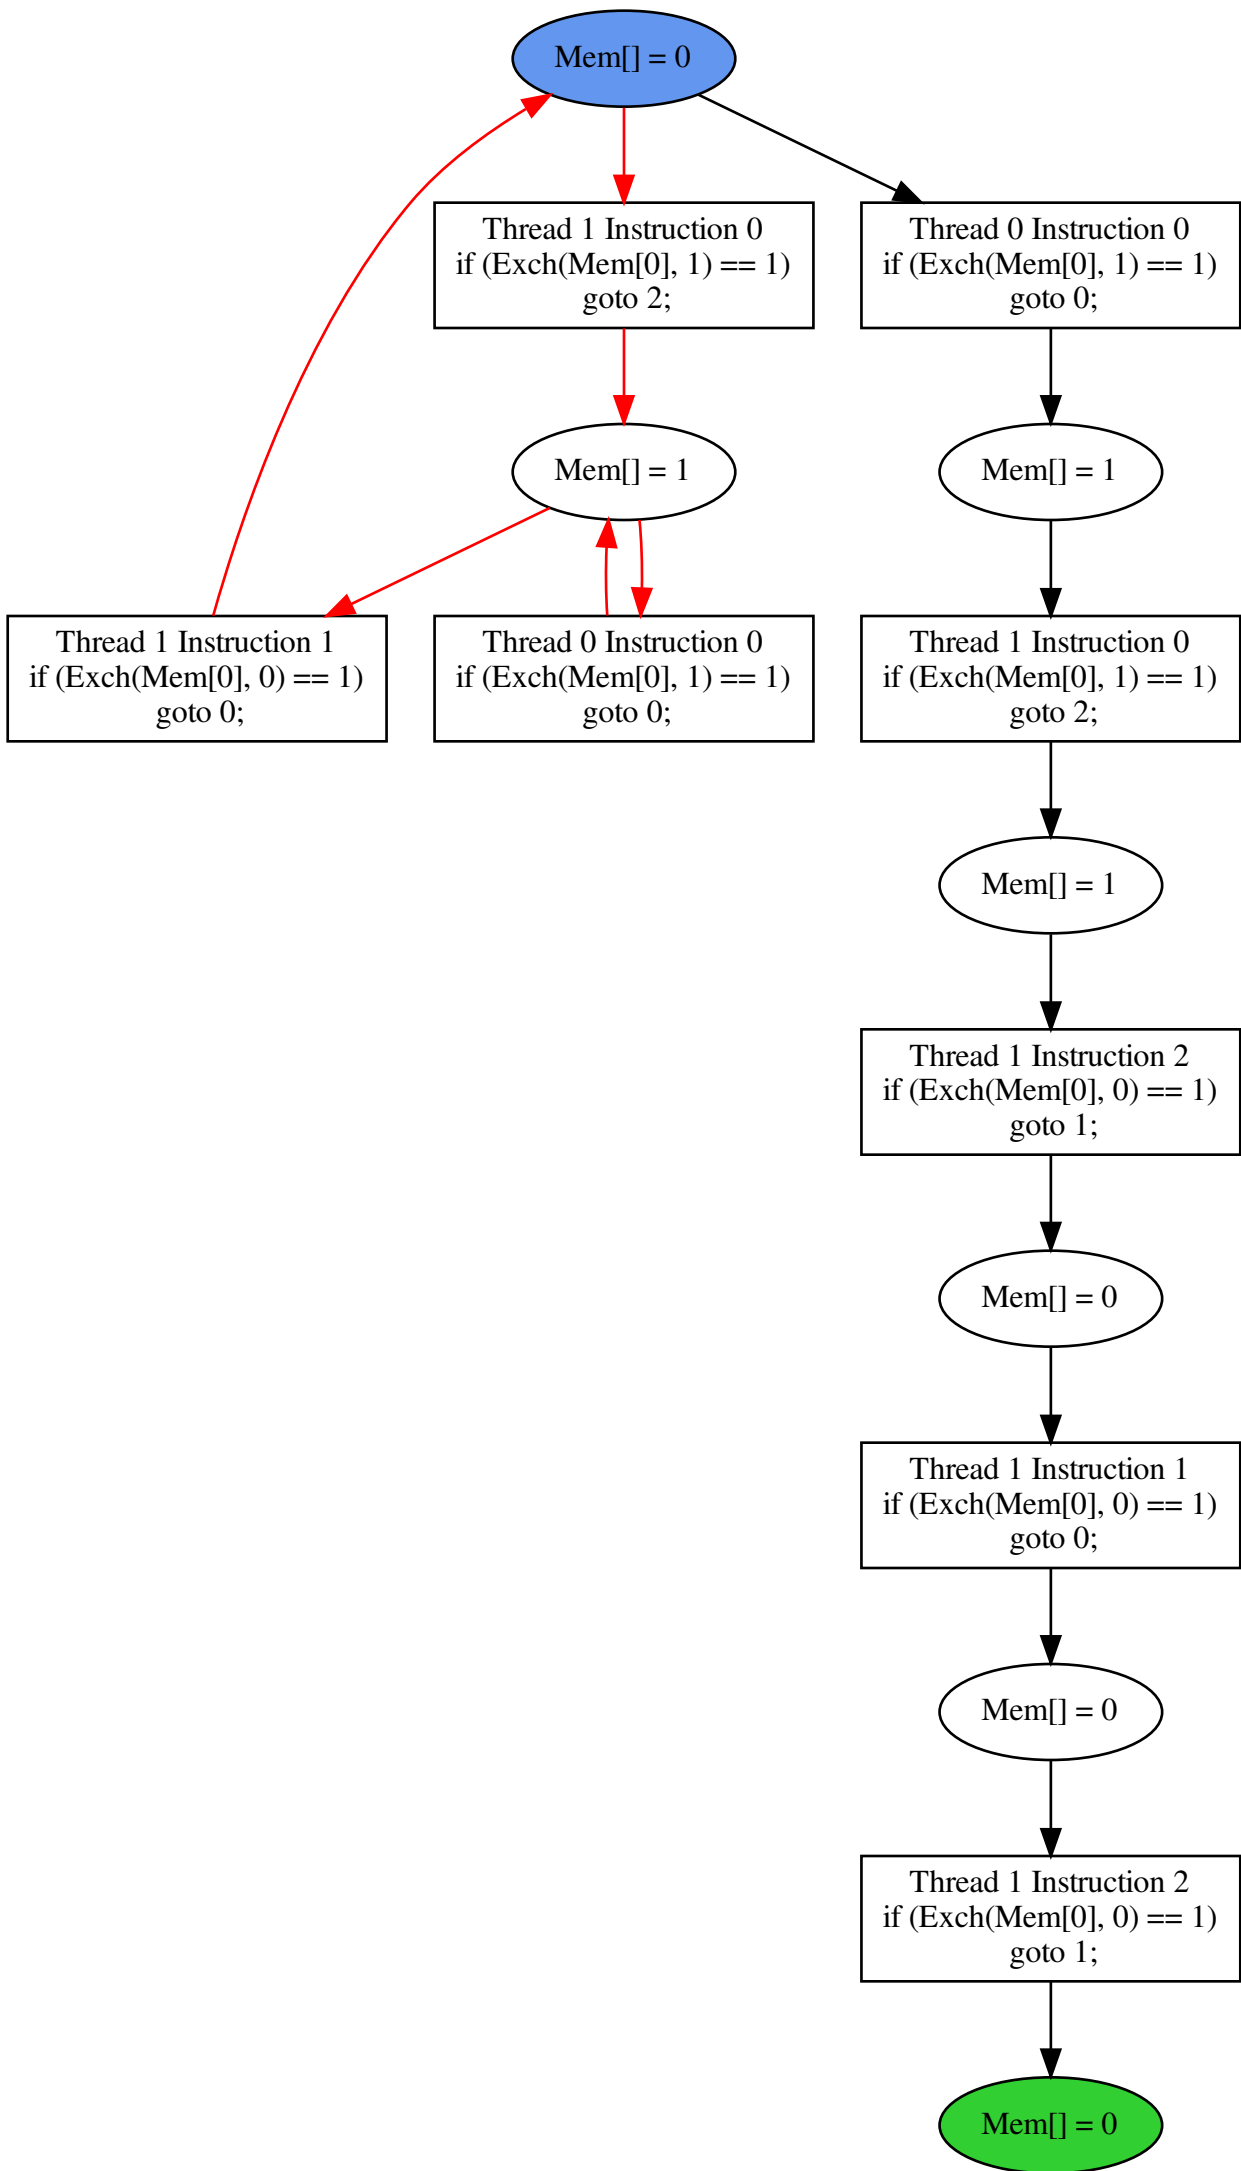 Mem[] = 0
Thread 1 Instruction 0
if (Exch(Mem[0], 1) == 1)
goto 2;
Thread 0 Instruction 0
if (Exch(Mem[0], 1) == 1)
goto 0;
Mem[] = 1
Mem[] = 1
Thread 1 Instruction 1
if (Exch(Mem[0], 0) == 1)
goto 0;
Thread 0 Instruction 0
if (Exch(Mem[0], 1) == 1)
goto 0;
Thread 1 Instruction 0
if (Exch(Mem[0], 1) == 1)
goto 2;
Mem[] = 1
Thread 1 Instruction 2
if (Exch(Mem[0], 0) == 1)
goto 1;
Mem[] = 0
Thread 1 Instruction 1
if (Exch(Mem[0], 0) == 1)
goto 0;
Mem[] = 0
Thread 1 Instruction 2
if (Exch(Mem[0], 0) == 1)
goto 1;
Mem[] = 0